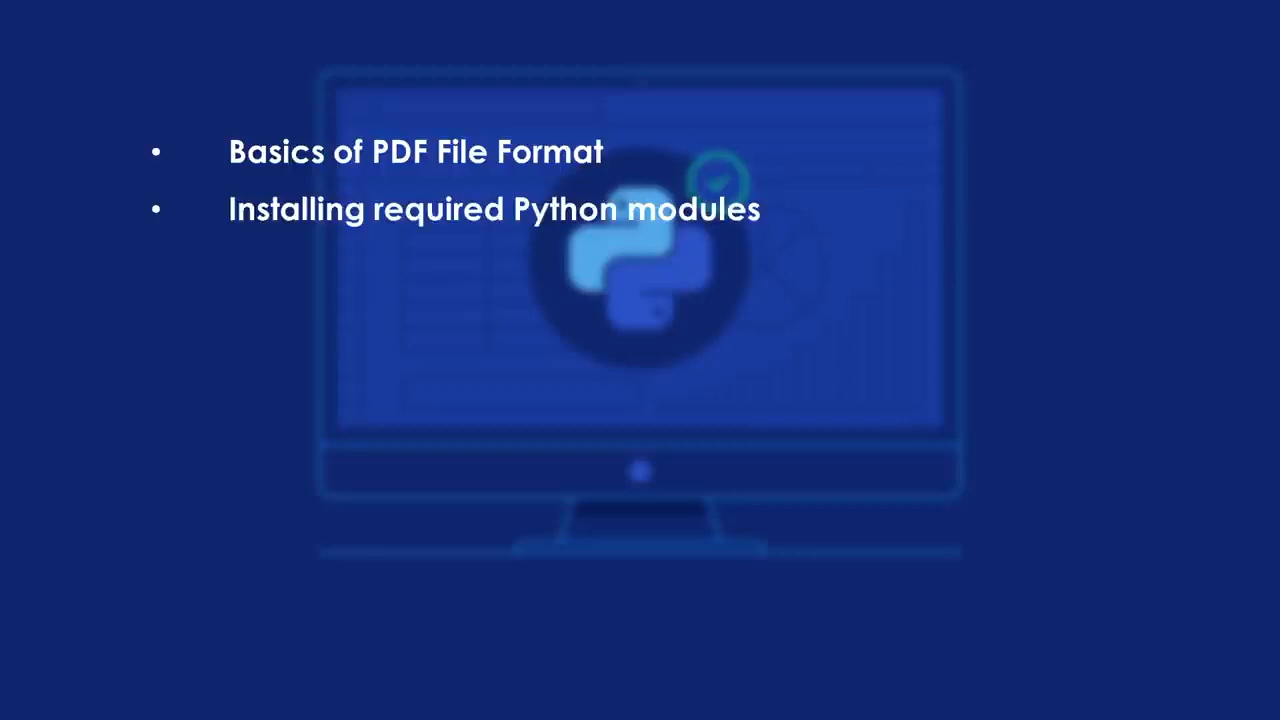 • Basics of PDF File Format
• Installing required Python modules